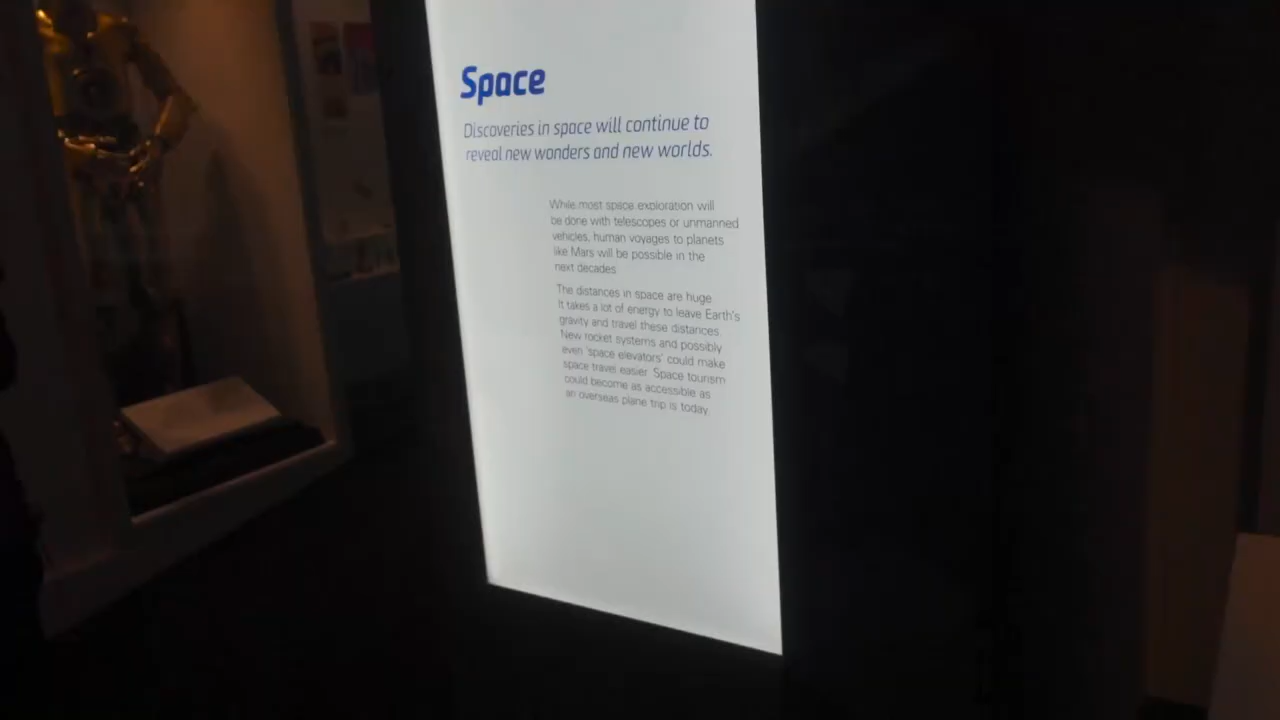 Space
Discoveries in space will continue to
reveal new wonders and new worlds.
While most space exploration will
be done with telescopes or unmanned
vehicles, human voyages to planets
like Mars will be possible in the
next decades.
The distances in space are huge.
It takes a lot of energy to leave Earth's
gravity and travel these distances.
New rocket systems and possibly
even 'space elevators' could make
space travel easier. Space tourism
could become as accessible as
an overseas plane trip is today.